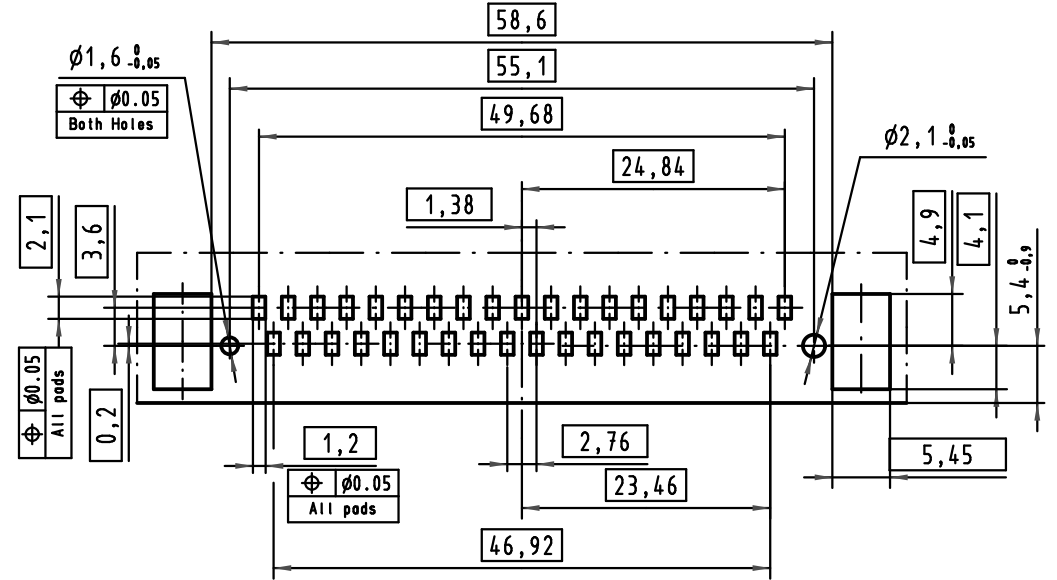 58,6
55,1
49,68
24,84
1,38
Ø1,6 0 -0,05
⌖ Ø0.05
Both Holes
Ø2,1 0 -0,05
2,1
3,6
4,9
4,1
5,4 0 -0,9
⌖ Ø0.05
All pads
0,2
1,2
⌖ Ø0.05
All pads
2,76
23,46
46,92
5,45